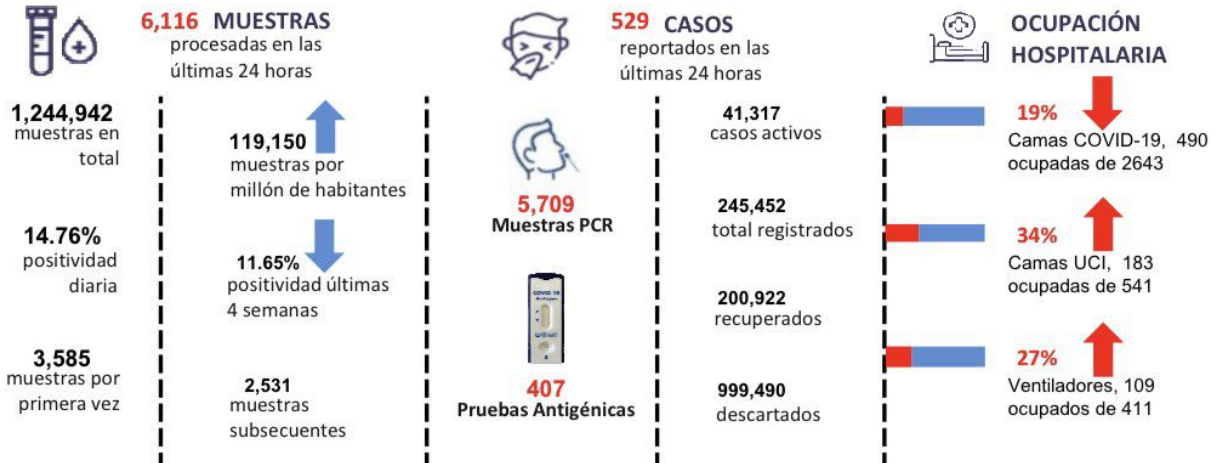 6,116 MUESTRAS
procesadas en las
últimas 24 horas
1,244,942
muestras en
total
14.76%
positividad
diaria
3,585
muestras por
primera vez
119,150
muestras por
millón de habitantes
11.65%
positividad últimas
4 semanas
2,531
muestras
subsecuentes
5,709
Muestras PCR
COVID-19
407
Pruebas Antigénicas
529 CASOS
reportados en las
últimas 24 horas
41,317
casos activos
245,452
total registrados
200,922
recuperados
999,490
descartados
OCUPACIÓN
HOSPITALARIA
19%
Camas COVID-19, 490
ocupadas de 2643
34%
Camas UCI, 183
ocupadas de 541
27%
Ventiladores, 109
ocupados de 411